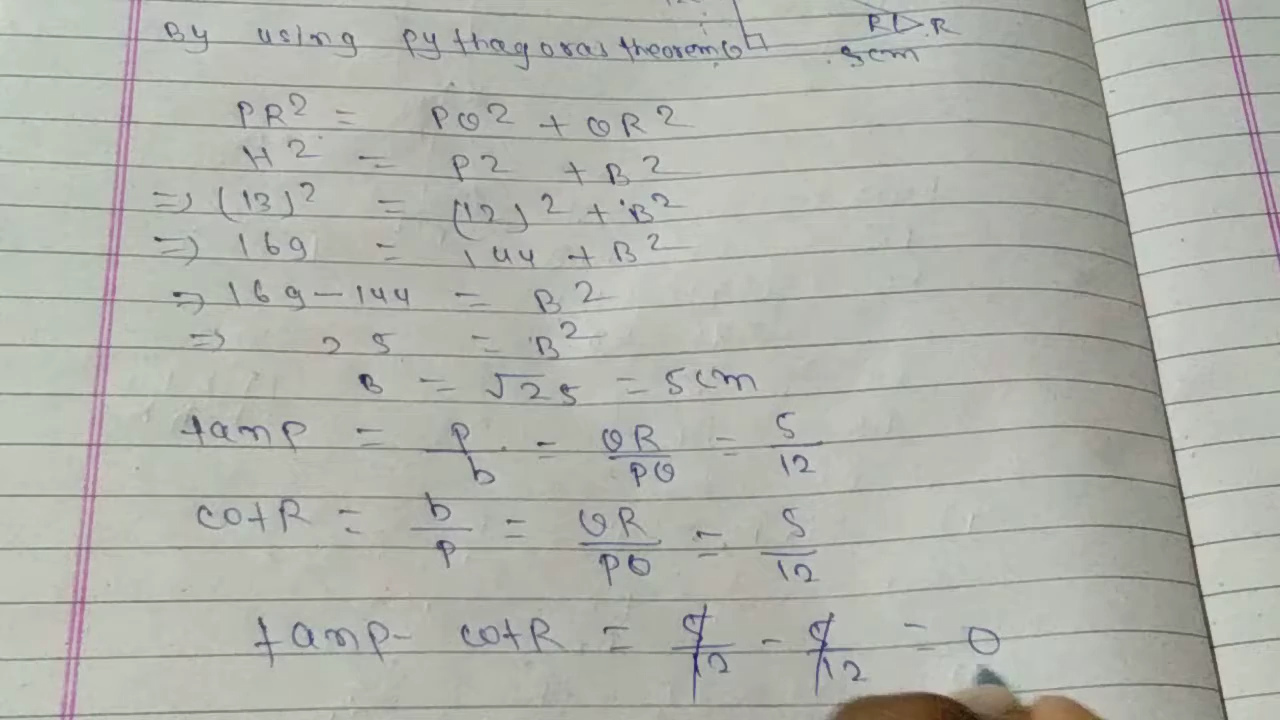 By using pythagoras theorem Q R R
5cm
PR² = PQ² + QR²
H² = P² + B²
=> (13)² = (12)² + B²
=> 169 = 144 + B²
=> 169 - 144 = B²
=> 25 = B²
B = √25 = 5cm
tanP = p/b = QR/PQ = 5/12
cotR = b/p = QR/PQ = 5/12
tanP - cotR = 5/12 - 5/12 = 0